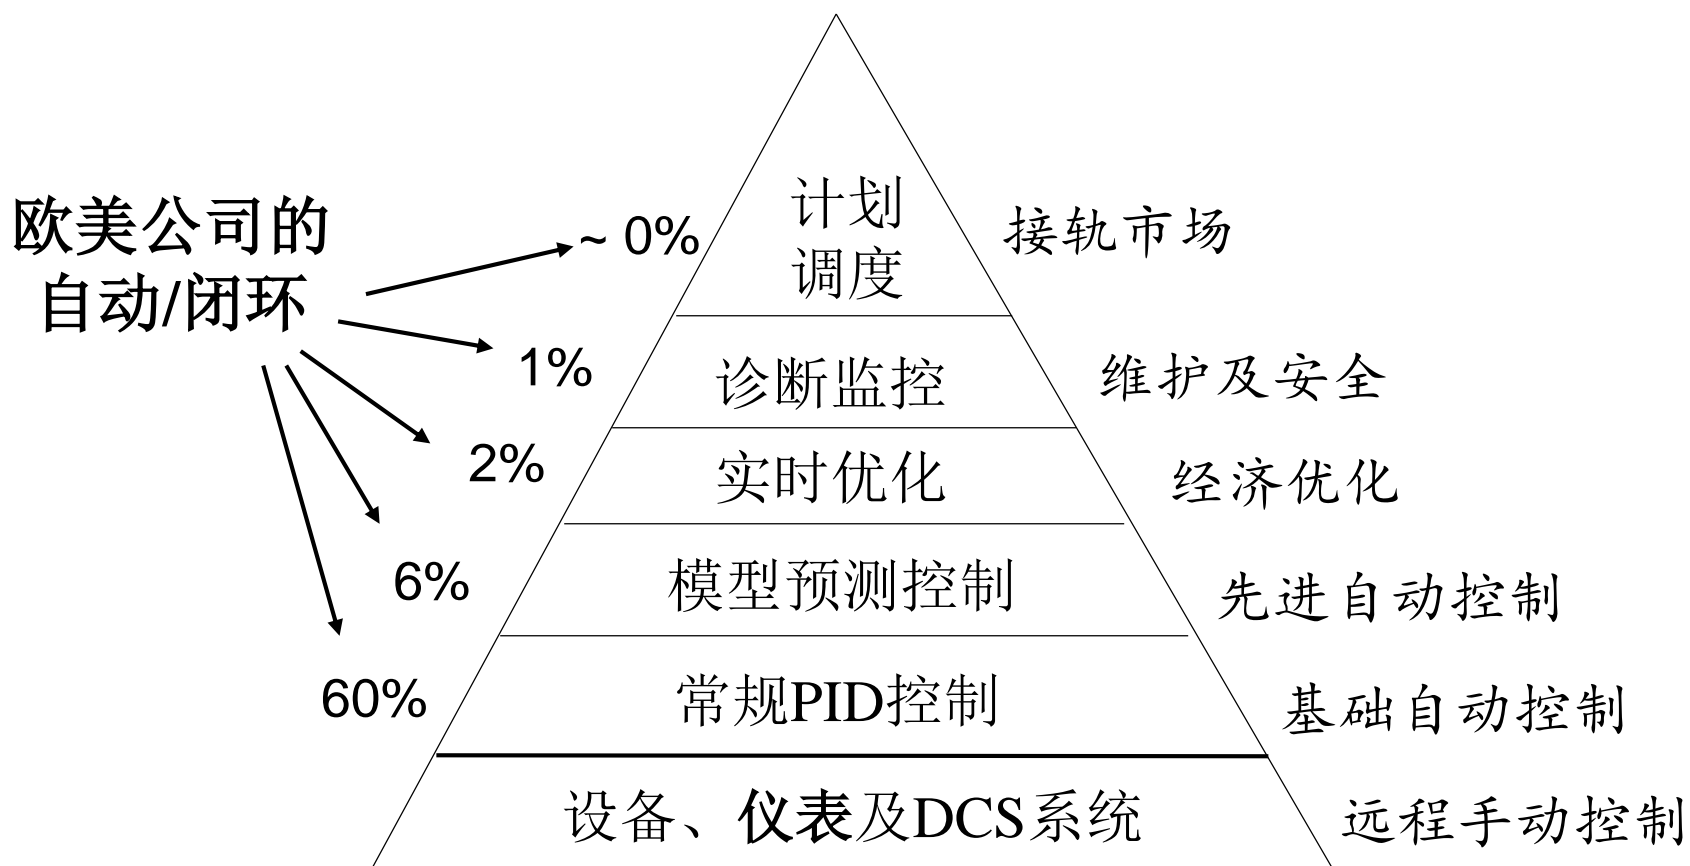 欧美公司的
自动/闭环
~ 0%
计划
调度
接轨市场
1%
诊断监控
维护及安全
2%
实时优化
经济优化
6%
模型预测控制
先进自动控制
60%
常规PID控制
基础自动控制
设备、仪表及DCS系统
远程手动控制